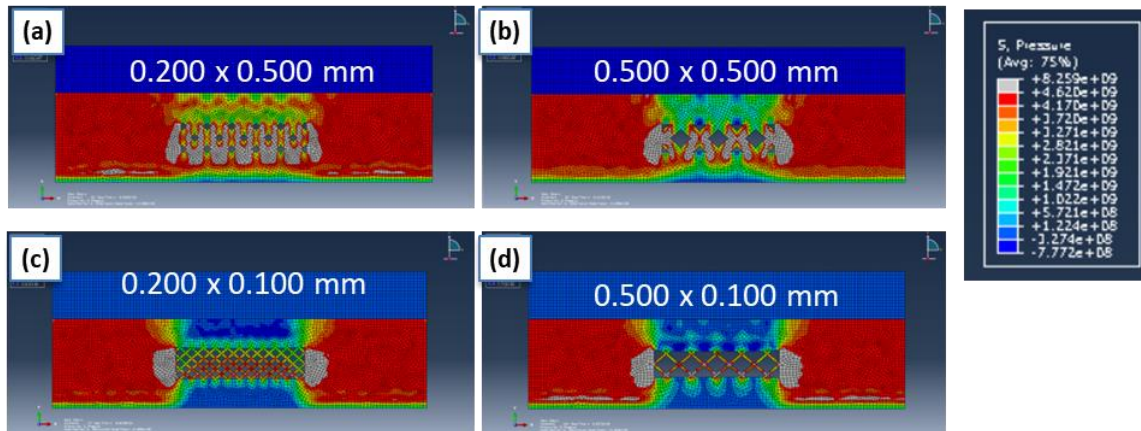 (a)
0.200 x 0.500 mm
(b)
0.500 x 0.500 mm
S, Pressure
(Avg: 75%)
+8.259e+09
+4.620e+09
+4.170e+09
+3.720e+09
+3.271e+09
+2.821e+09
+2.371e+09
+1.921e+09
+1.472e+09
+1.022e+09
+5.721e+08
+1.224e+08
-3.274e+08
-7.772e+08
(c)
0.200 x 0.100 mm
(d)
0.500 x 0.100 mm